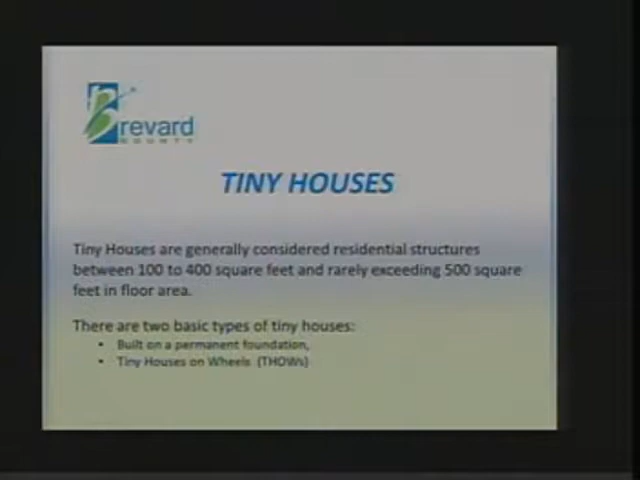 Brevard
COUNTY
TINY HOUSES
Tiny Houses are generally considered residential structures
between 100 to 400 square feet and rarely exceeding 500 square
feet in floor area.
There are two basic types of tiny houses:
• Built on a permanent foundation,
• Tiny Houses on Wheels (THOWs)